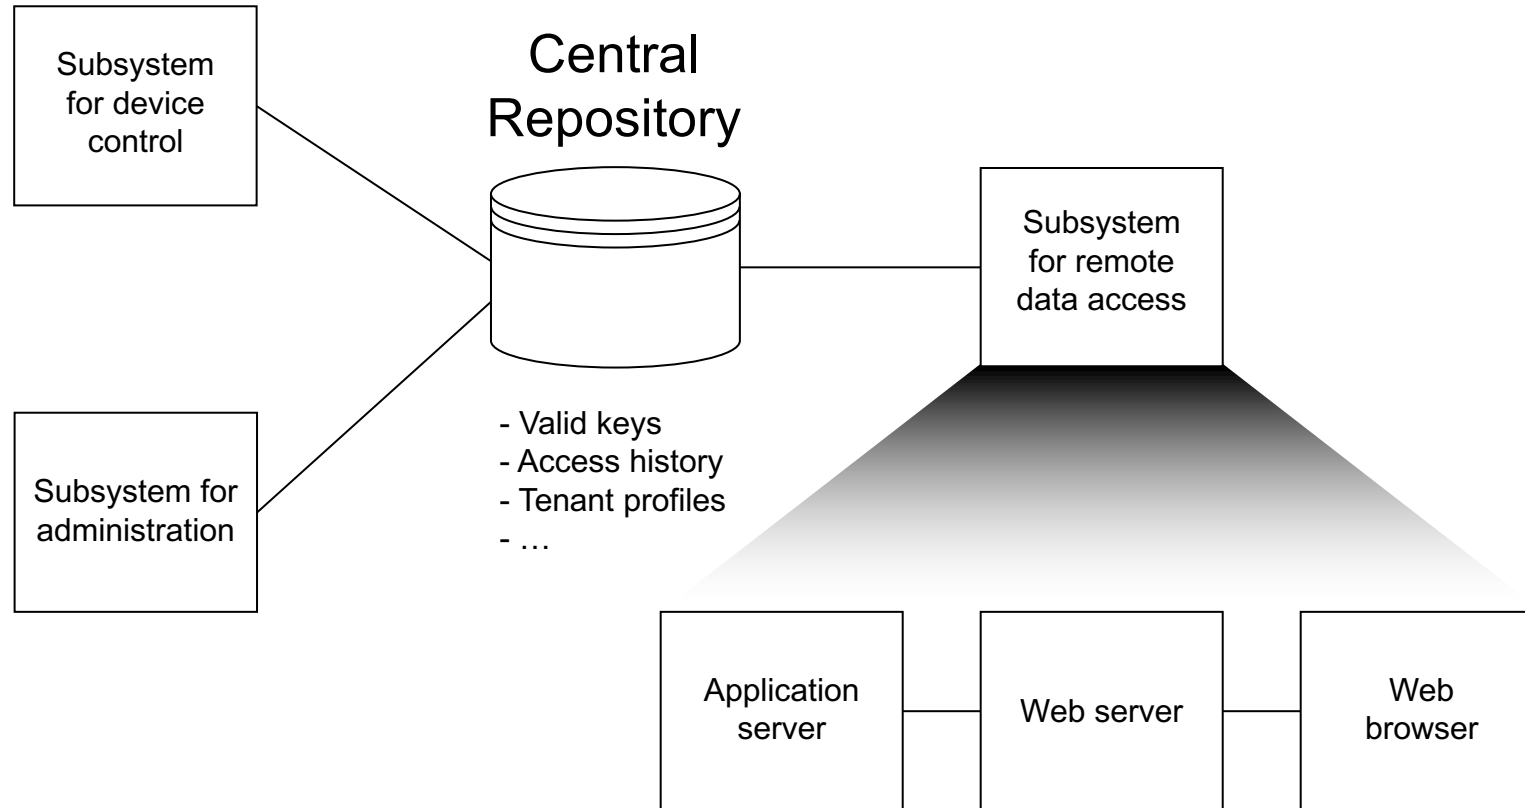 Subsystem
for device
control
Central
Repository
Subsystem
for remote
data access
- Valid keys
- Access history
- Tenant profiles
- …
Subsystem for
administration
Application
server
Web server
Web
browser